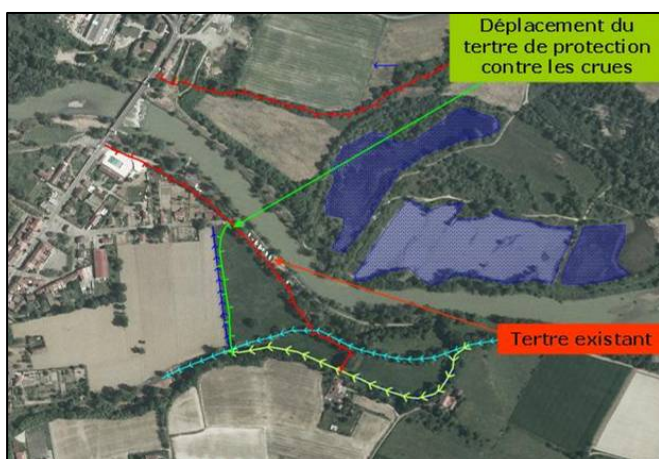 Déplacement du
tertre de protection
contre les crues
Tertre existant